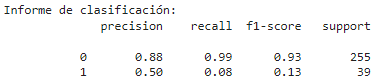 Informe de clasificación:
precision recall f1-score support
0 0.88 0.99 0.93 255
1 0.50 0.08 0.13 39